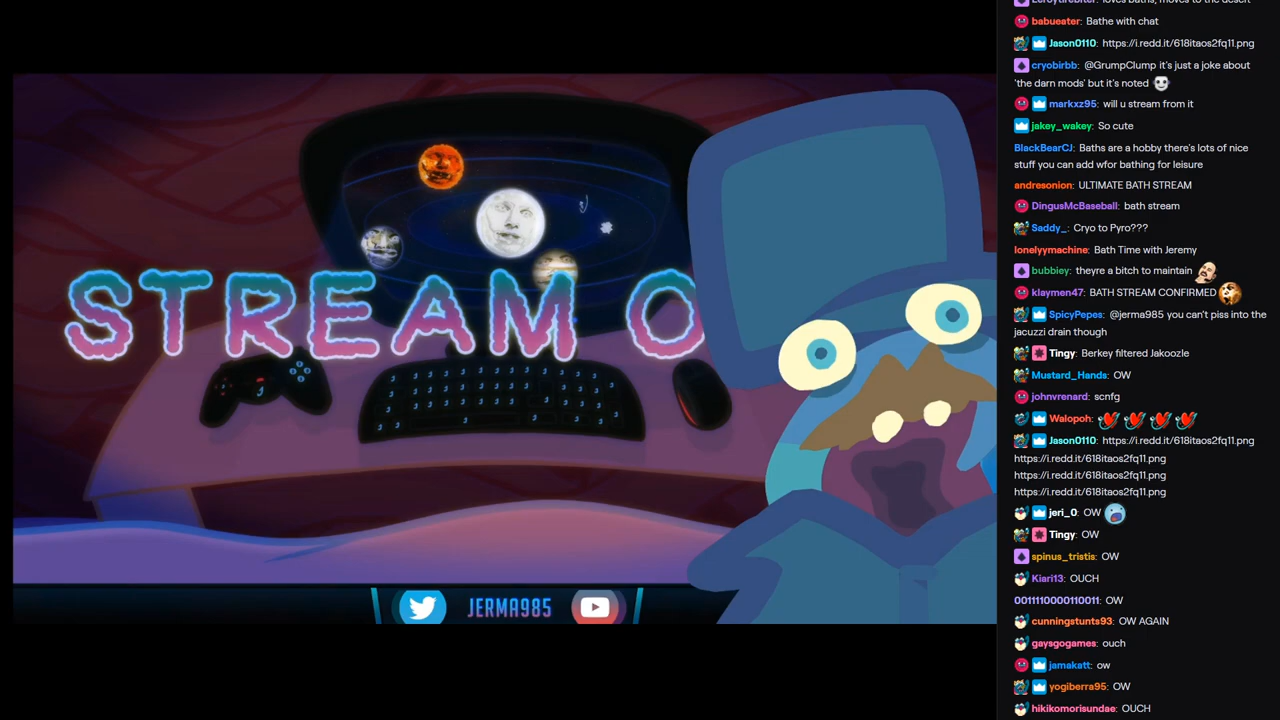 STREAM O
JERMA985
babueater: Bathe with chat
Jason0110: https://i.redd.it/618itaos2fq11.png
cryobirbb: @GrumpClump it's just a joke about
'the darn mods' but it's noted
markxz95: will u stream from it
jakey_wakey: So cute
BlackBearCJ: Baths are a hobby there's lots of nice
stuff you can add wfor bathing for leisure
andresonion: ULTIMATE BATH STREAM
DingusMcBaseball: bath stream
Saddy_: Cryo to Pyro???
lonelyymachine: Bath Time with Jeremy
bubbiey: theyre a bitch to maintain
klaymen47: BATH STREAM CONFIRMED
SpicyPepes: @jerma985 you can't piss into the
jacuzzi drain though
Tingy: Berkey filtered Jakoozle
Mustard_Hands: OW
johnvrenard: scnfg
Walopoh:
Jason0110: https://i.redd.it/618itaos2fq11.png
https://i.redd.it/618itaos2fq11.png
https://i.redd.it/618itaos2fq11.png
https://i.redd.it/618itaos2fq11.png
jeri_0: OW
Tingy: OW
spinus_tristis: OW
Kiari13: OUCH
0011110000110011: OW
cunningstunts93: OW AGAIN
gaysgogames: ouch
jamakatt: ow
yogiberra95: OW
hikikomorisundae: OUCH